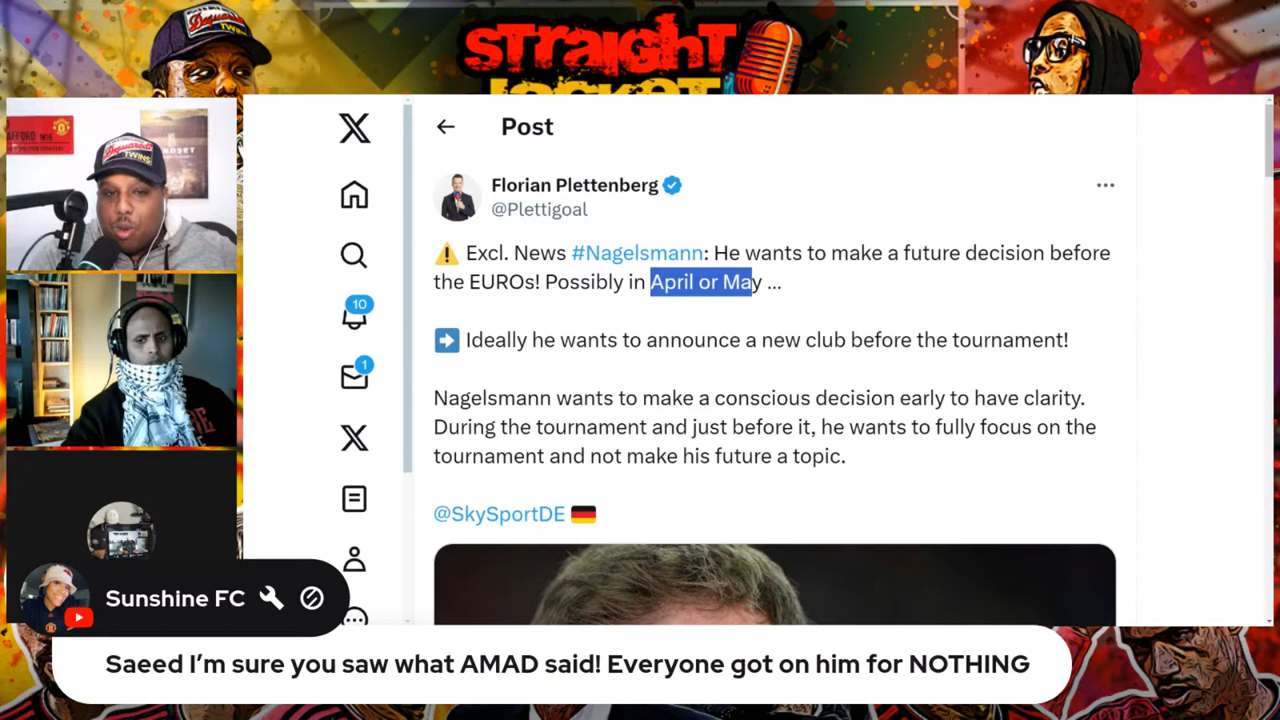 STRAIGHT
JACKET
Post
Florian Plettenberg
@Plettigoal
⚠️ Excl. News #Nagelsmann: He wants to make a future decision before
the EUROs! Possibly in April or May ...
➡️ Ideally he wants to announce a new club before the tournament!
Nagelsmann wants to make a conscious decision early to have clarity.
During the tournament and just before it, he wants to fully focus on the
tournament and not make his future a topic.
@SkySportDE 🇩🇪
10
1
TWINS
Sunshine FC
Saeed I'm sure you saw what AMAD said! Everyone got on him for NOTHING